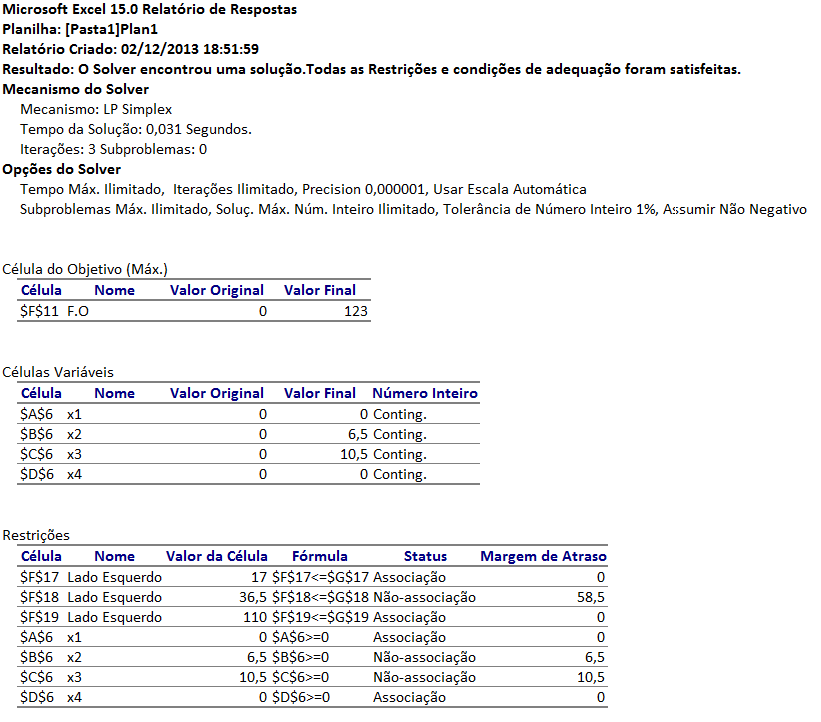 Microsoft Excel 15.0 Relatório de Respostas
Planilha: [Pasta1]Plan1
Relatório Criado: 02/12/2013 18:51:59
Resultado: O Solver encontrou uma solução.Todas as Restrições e condições de adequação foram satisfeitas.
Mecanismo do Solver
Mecanismo: LP Simplex
Tempo da Solução: 0,031 Segundos.
Iterações: 3 Subproblemas: 0
Opções do Solver
Tempo Máx. Ilimitado, Iterações Ilimitado, Precision 0,000001, Usar Escala Automática
Subproblemas Máx. Ilimitado, Soluç. Máx. Núm. Inteiro Ilimitado, Tolerância de Número Inteiro 1%, Assumir Não Negativo
Célula do Objetivo (Máx.)
Célula Nome Valor Original Valor Final
$F$11 F.O 0 123
Células Variáveis
Célula Nome Valor Original Valor Final Número Inteiro
$A$6 x1 0 0 Conting.
$B$6 x2 0 6,5 Conting.
$C$6 x3 0 10,5 Conting.
$D$6 x4 0 0 Conting.
Restrições
Célula Nome Valor da Célula Fórmula Status Margem de Atraso
$F$17 Lado Esquerdo 17 $F$17<=$G$17 Associação 0
$F$18 Lado Esquerdo 36,5 $F$18<=$G$18 Não-associação 58,5
$F$19 Lado Esquerdo 110 $F$19<=$G$19 Associação 0
$A$6 x1 0 $A$6>=0 Associação 0
$B$6 x2 6,5 $B$6>=0 Não-associação 6,5
$C$6 x3 10,5 $C$6>=0 Não-associação 10,5
$D$6 x4 0 $D$6>=0 Associação 0